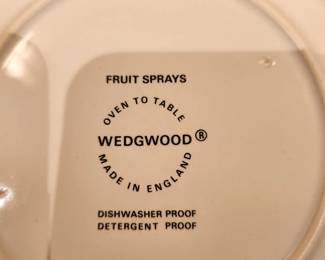 FRUIT SPRAYS
OVEN TO TABLE
WEDGWOOD®
MADE IN ENGLAND
DISHWASHER PROOF
DETERGENT PROOF